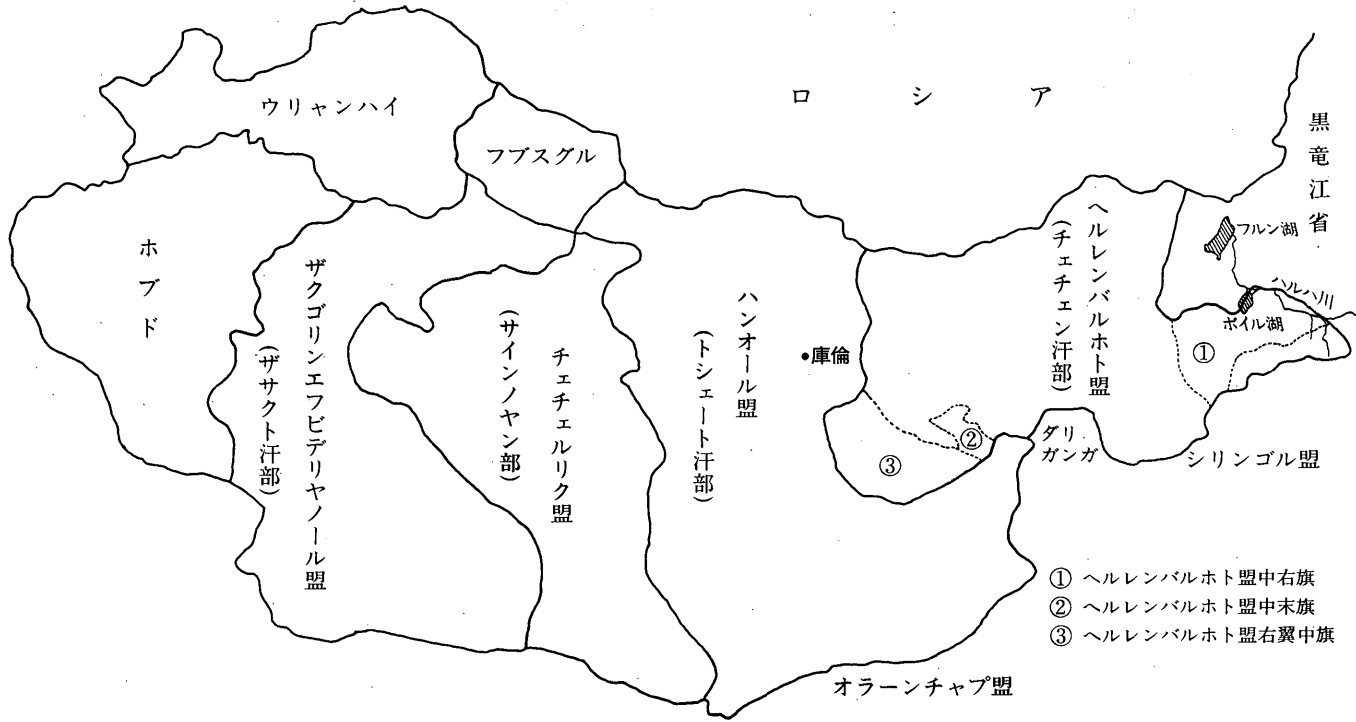 ロシア
ウリャンハイ
フブスグル
黒竜江省
ホブド
ザクゴリンエフビデリヤノール盟
(ザサクト汗部)
チェチェルリク盟
(サインノヤン部)
ハンオール盟
(トシェート汗部)
庫倫
ヘルレンバルホト盟
(チェチェン汗部)
フルン湖
ハルハ川
ボイル湖
①
②
③
ダリ
ガンガ
シリンゴル盟
オラーンチャプ盟
① ヘルレンバルホト盟中右旗
② ヘルレンバルホト盟中末旗
③ ヘルレンバルホト盟右翼中旗